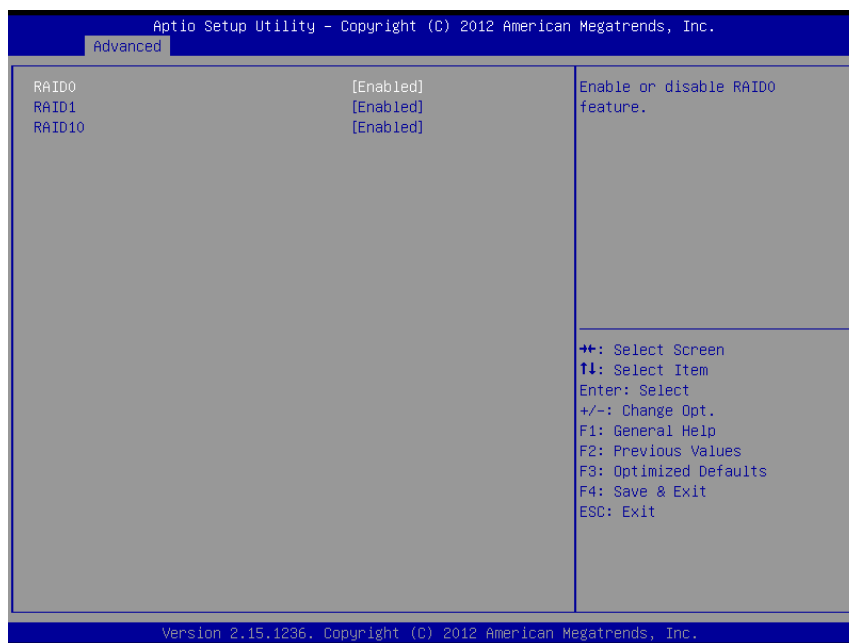 Aptio Setup Utility – Copyright (C) 2012 American Megatrends, Inc.
Advanced
RAID0 [Enabled]
RAID1 [Enabled]
RAID10 [Enabled]
Enable or disable RAID0
feature.
→←: Select Screen
↑↓: Select Item
Enter: Select
+/-: Change Opt.
F1: General Help
F2: Previous Values
F3: Optimized Defaults
F4: Save & Exit
ESC: Exit
Version 2.15.1236. Copyright (C) 2012 American Megatrends, Inc.